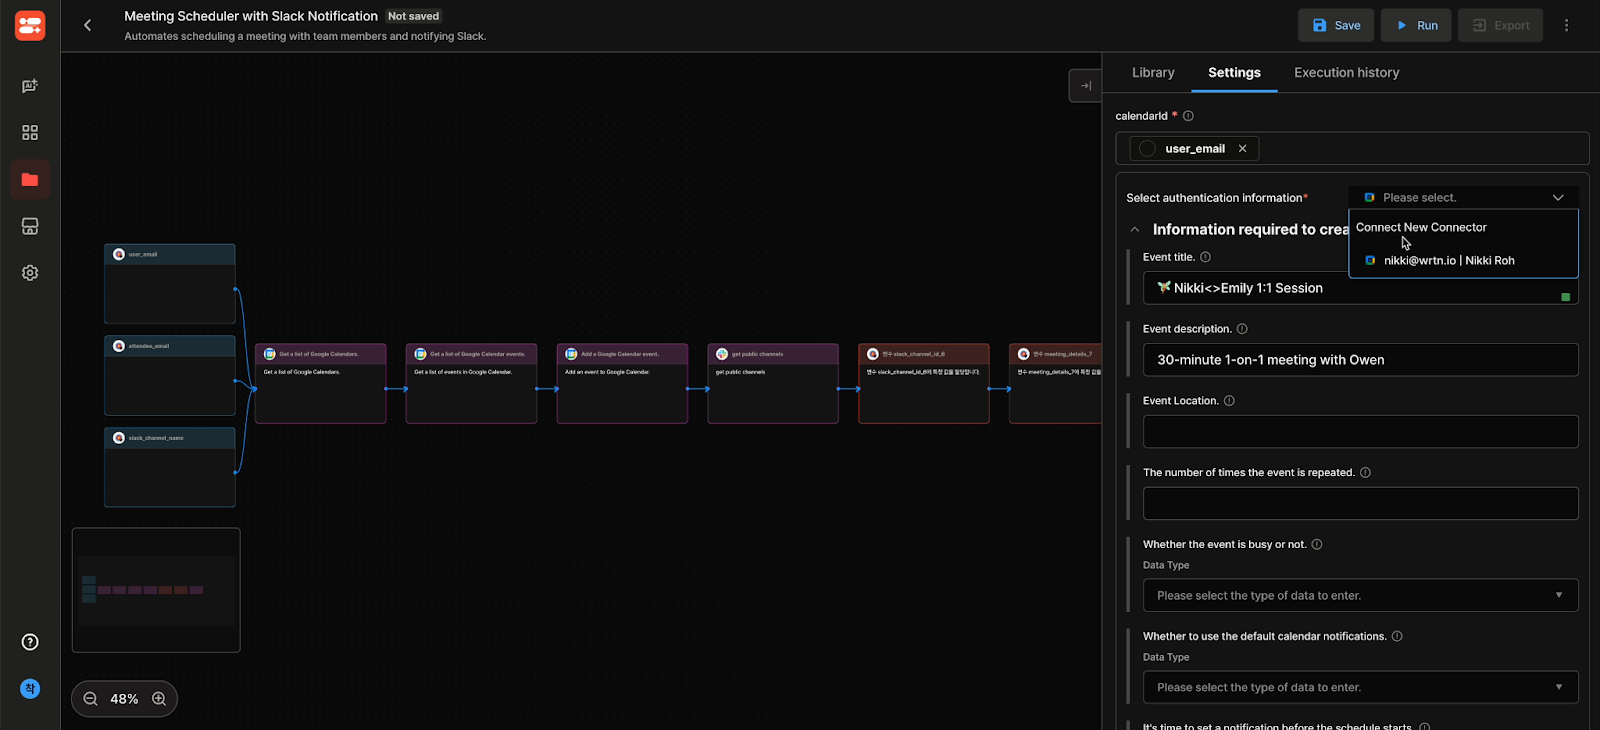 Meeting Scheduler with Slack Notification Not saved
Automates scheduling a meeting with team members and notifying Slack.
Save
Run
Export
AI
Library
Settings
Execution history
calendarId *
user_email
Select authentication information*
Please select.
Connect New Connector
nikki@wrtn.io | Nikki Roh
Information required to crea
Event title.
Nikki<>Emily 1:1 Session
Event description.
30-minute 1-on-1 meeting with Owen
Event Location.
The number of times the event is repeated.
Whether the event is busy or not.
Data Type
Please select the type of data to enter.
Whether to use the default calendar notifications.
Data Type
Please select the type of data to enter.
It's time to set a notification before the schedule starts.
user_email
attendee_email
slack_channel_name
Get a list of Google Calendars.
Get a list of Google Calendars.
Get a list of Google Calendar events.
Get a list of events in Google Calendar.
Add a Google Calendar event.
Add an event to Google Calendar.
get public channels
get public channels
변수 slack_channel_id_6
변수 slack_channel_id_6에 특정 값을 할당합니다.
변수 meeting_details_7
변수 meeting_details_7에 특정 값을
48%
착